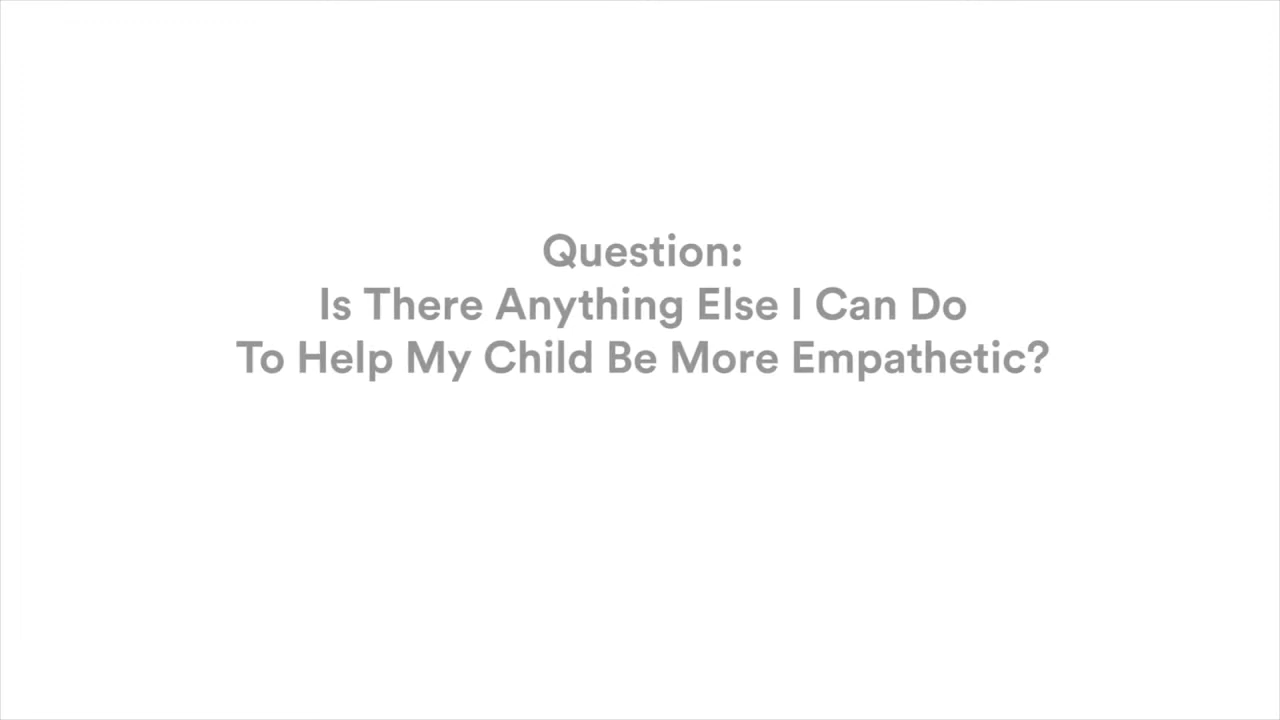 Question:
Is There Anything Else I Can Do
To Help My Child Be More Empathetic?